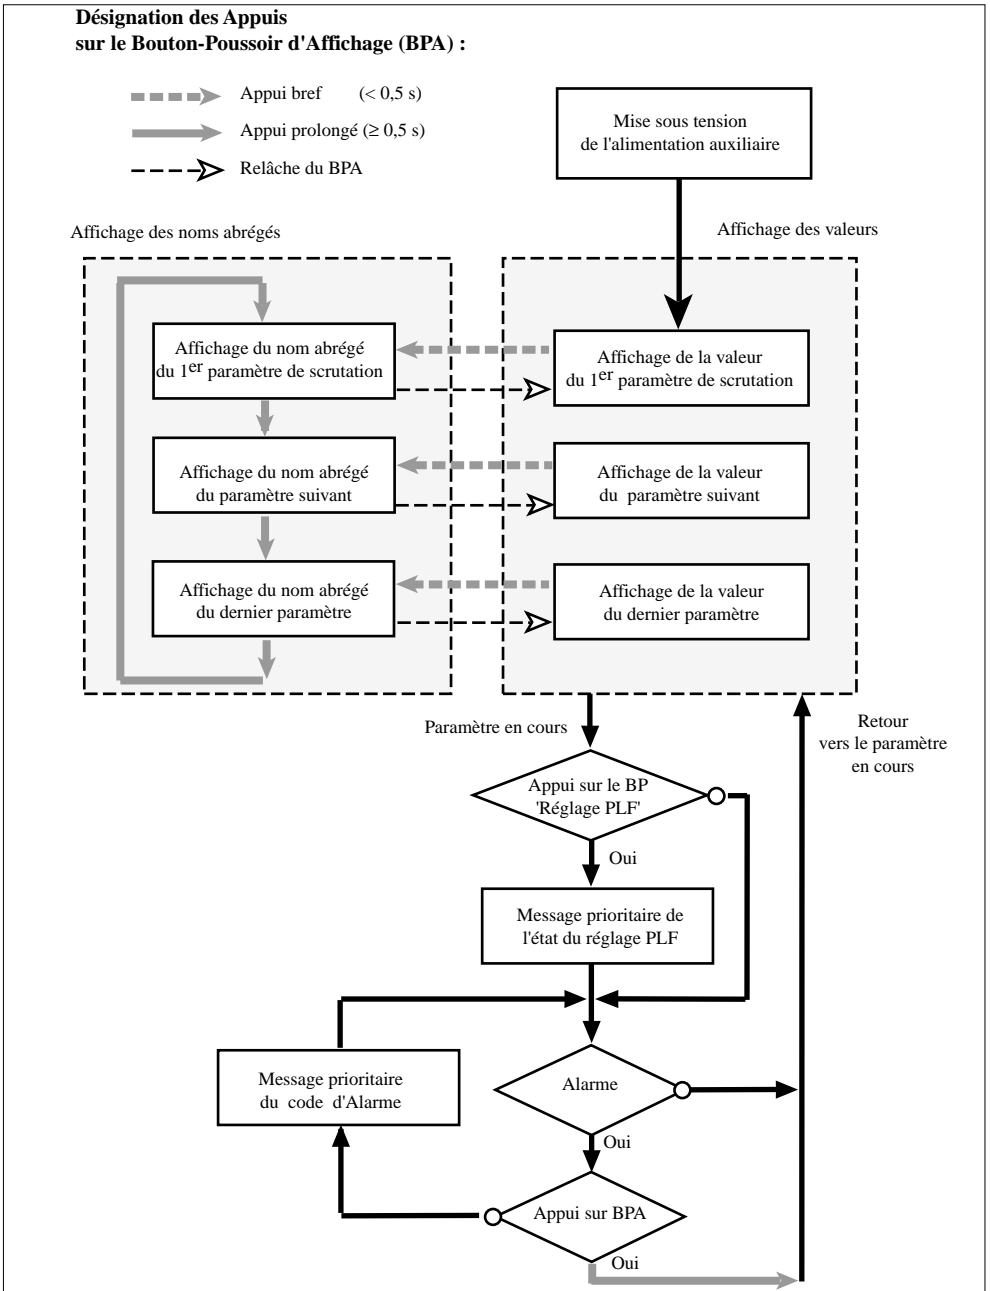 Désignation des Appuis
sur le Bouton-Poussoir d'Affichage (BPA) :
Appui bref (< 0,5 s)
Appui prolongé (≥ 0,5 s)
Relâche du BPA
Mise sous tension
de l'alimentation auxiliaire
Affichage des noms abrégés
Affichage des valeurs
Affichage du nom abrégé
du 1er paramètre de scrutation
Affichage de la valeur
du 1er paramètre de scrutation
Affichage du nom abrégé
du paramètre suivant
Affichage de la valeur
du paramètre suivant
Affichage du nom abrégé
du dernier paramètre
Affichage de la valeur
du dernier paramètre
Paramètre en cours
Retour
vers le paramètre
en cours
Appui sur le BP
'Réglage PLF'
Oui
Message prioritaire de
l'état du réglage PLF
Message prioritaire
du code d'Alarme
Alarme
Oui
Appui sur BPA
Oui